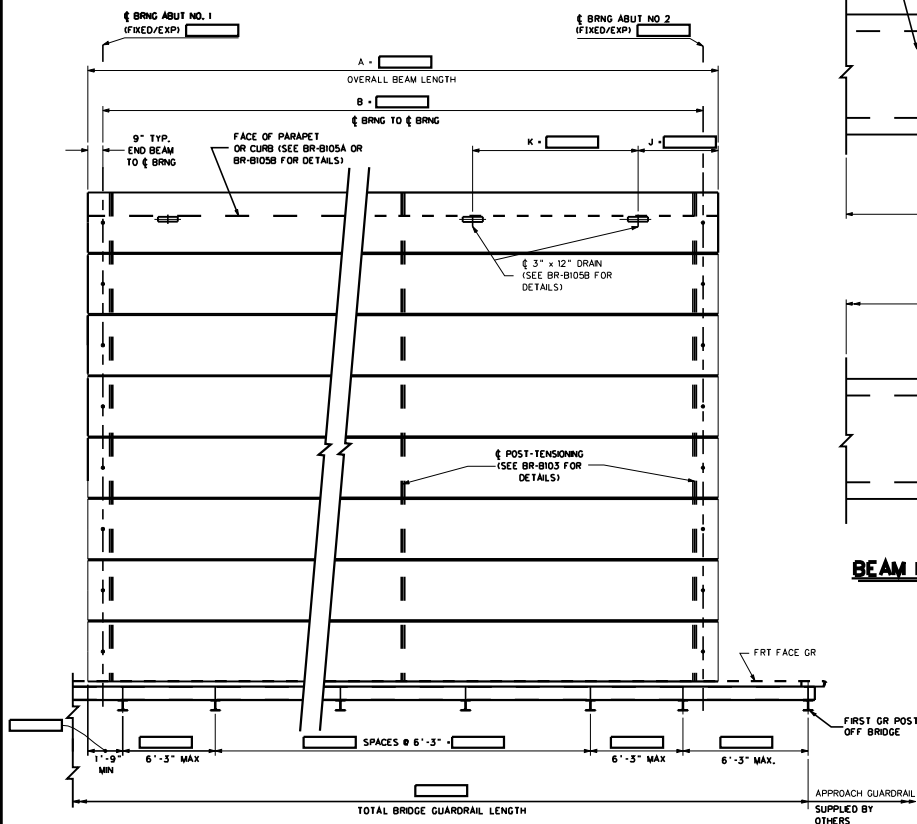 ℄ BRNG ABUT NO. 1
(FIXED/EXP)
℄ BRNG ABUT NO 2
(FIXED/EXP)
A =
OVERALL BEAM LENGTH
B =
℄ BRNG TO ℄ BRNG
9" TYP.
END BEAM
TO ℄ BRNG
FACE OF PARAPET
OR CURB (SEE BR-B105A OR
BR-B105B FOR DETAILS)
K =
J =
℄ 3" x 12" DRAIN
(SEE BR-B105B FOR
DETAILS)
℄ POST-TENSIONING
(SEE BR-B103 FOR
DETAILS)
BEAM
FRT FACE GR
FIRST GR POST
OFF BRIDGE
1'-9"
MIN
6'-3" MAX
SPACES @ 6'-3" =
6'-3" MAX
6'-3" MAX.
TOTAL BRIDGE GUARDRAIL LENGTH
APPROACH GUARDRAIL
SUPPLIED BY
OTHERS